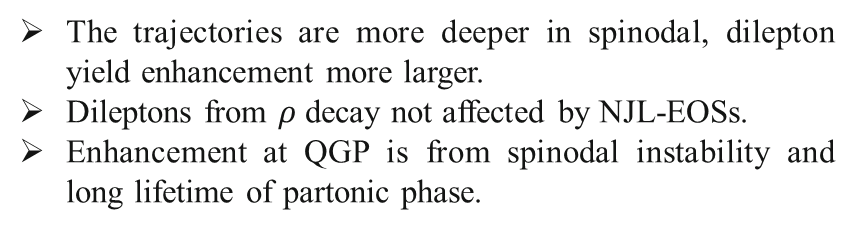 ➢ The trajectories are more deeper in spinodal, dilepton
yield enhancement more larger.
➢ Dileptons from ρ decay not affected by NJL-EOSs.
➢ Enhancement at QGP is from spinodal instability and
long lifetime of partonic phase.